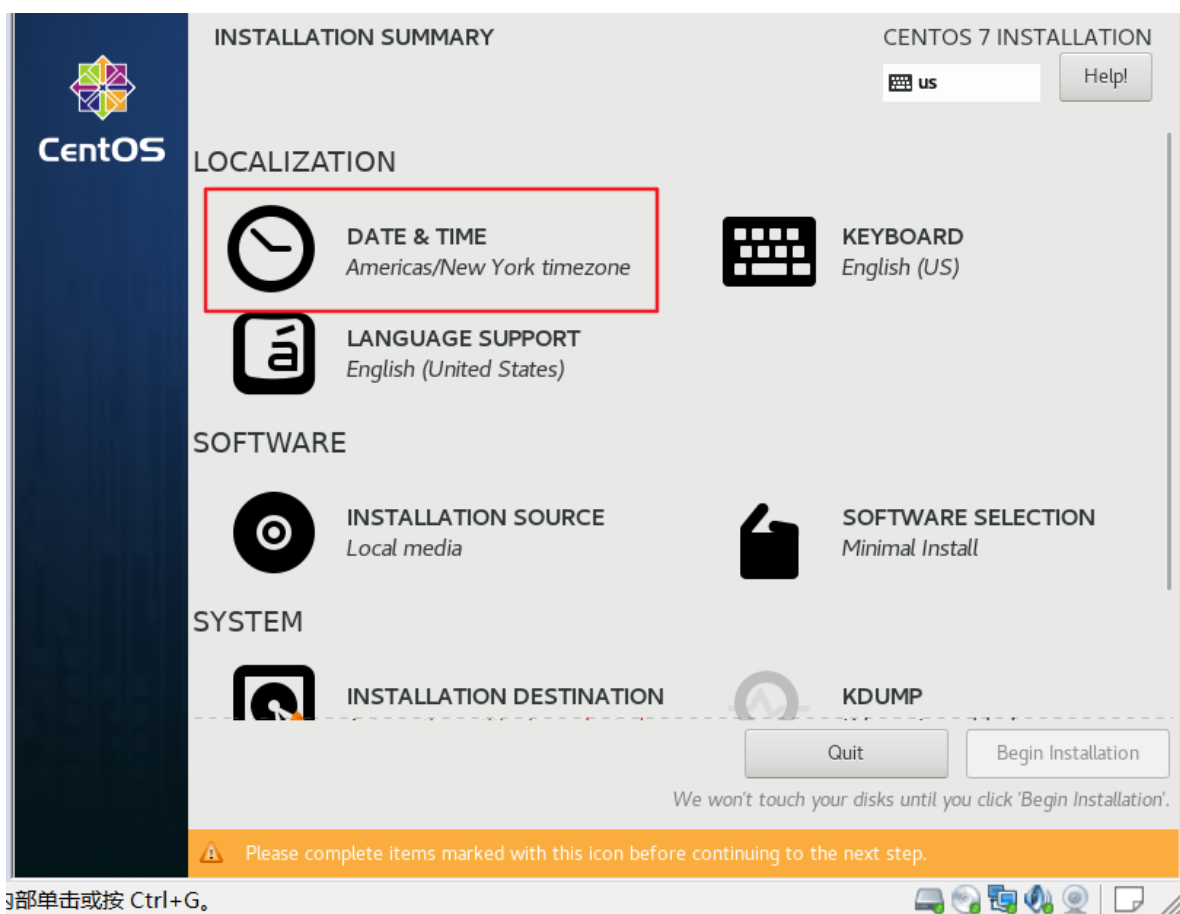 INSTALLATION SUMMARY
CENTOS 7 INSTALLATION
us
Help!
CentOS
LOCALIZATION
DATE & TIME
Americas/New York timezone
KEYBOARD
English (US)
á
LANGUAGE SUPPORT
English (United States)
SOFTWARE
INSTALLATION SOURCE
Local media
SOFTWARE SELECTION
Minimal Install
SYSTEM
INSTALLATION DESTINATION
KDUMP
Quit
Begin Installation
We won't touch your disks until you click 'Begin Installation'.
Please complete items marked with this icon before continuing to the next step.
部单击或按 Ctrl+G。